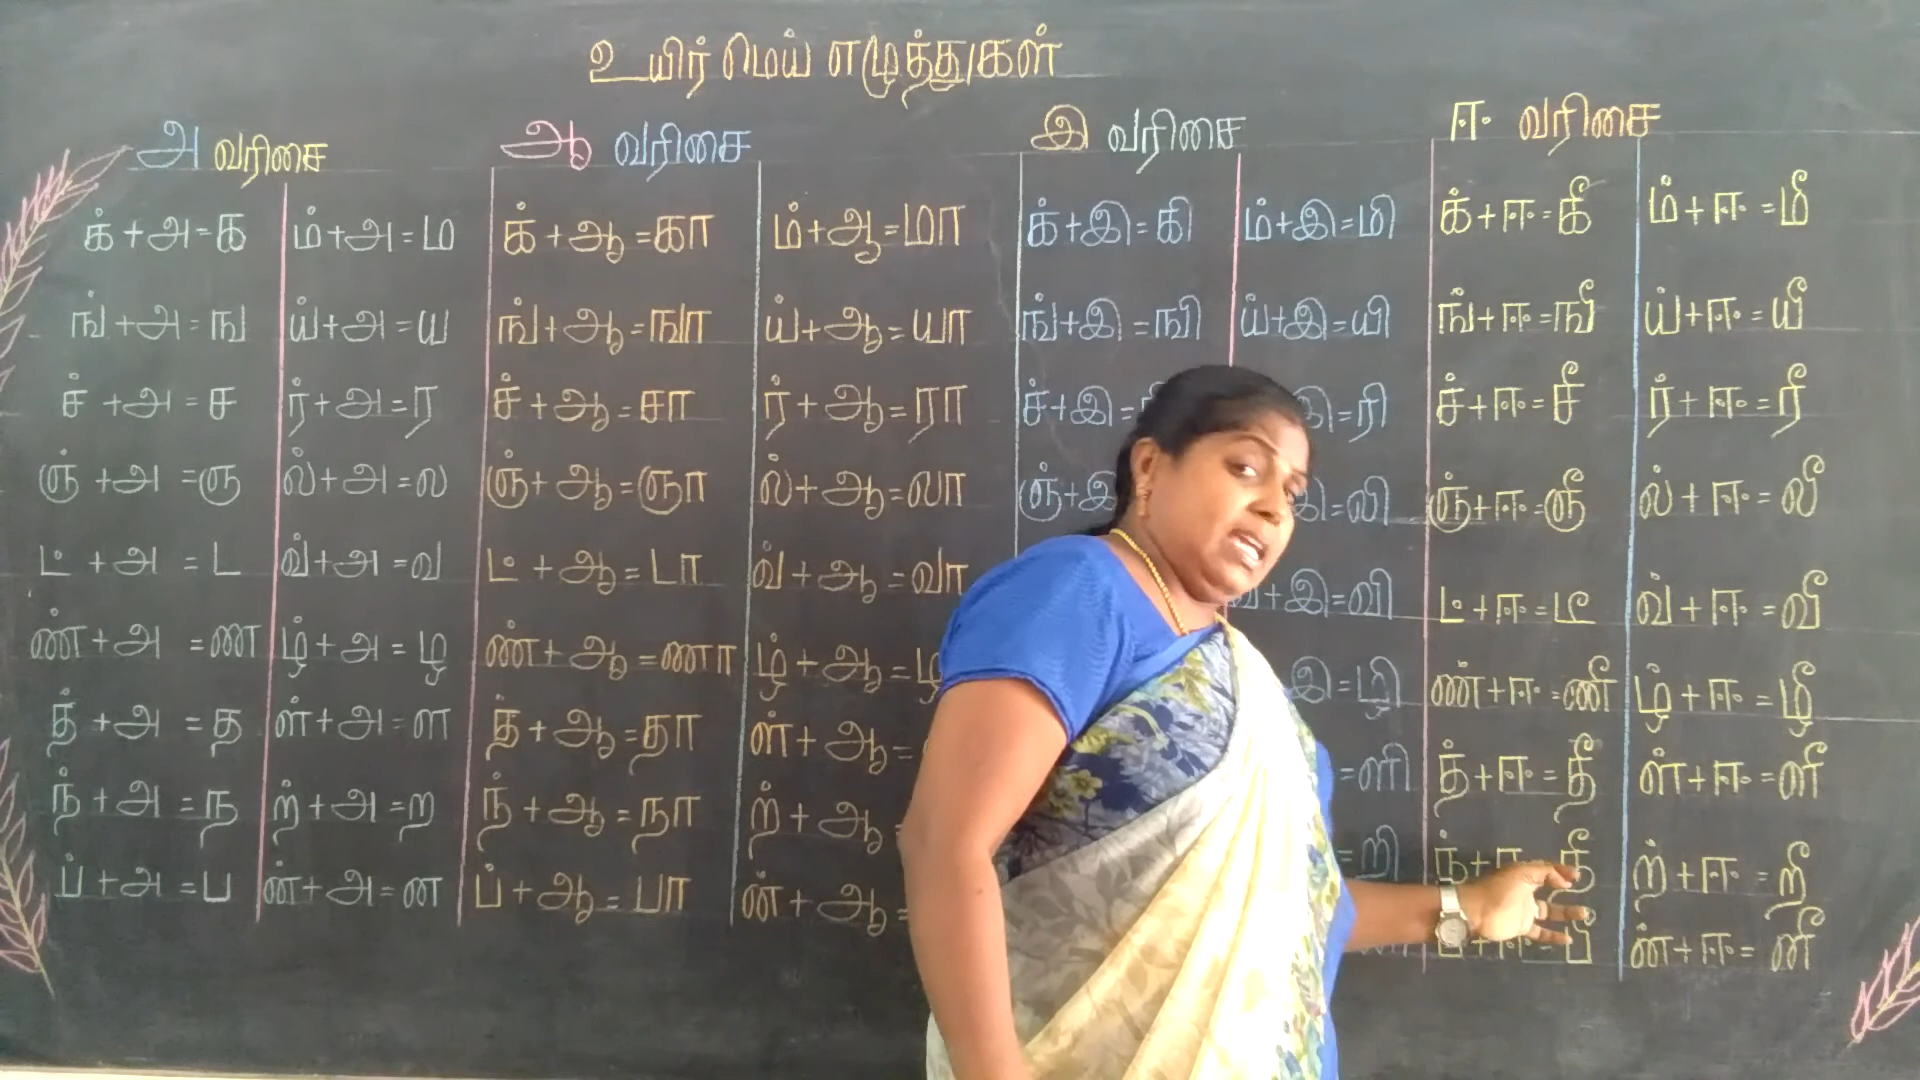 உயிர் மெய் எழுத்துகள்
அ வரிசை ஆ வரிசை இ வரிசை ஈ வரிசை
க்+அ=க ம்+அ=ம க்+ஆ=கா ம்+ஆ=மா க்+இ=கி ம்+இ=மி க்+ஈ=கீ ம்+ஈ=மீ
ங்+அ=ங ய்+அ=ய ங்+ஆ=ஙா ய்+ஆ=யா ங்+இ=ஙி ய்+இ=யி ங்+ஈ=ஙீ ய்+ஈ=யீ
ச்+அ=ச ர்+அ=ர ச்+ஆ=சா ர்+ஆ=ரா ச்+இ= =ரி ச்+ஈ=சீ ர்+ஈ=ரீ
ஞ்+அ=ஞ ல்+அ=ல ஞ்+ஆ=ஞா ல்+ஆ=லா ஞ்+ =லி ஞ்+ஈ=ஞீ ல்+ஈ=லீ
ட்+அ=ட வ்+அ=வ ட்+ஆ=டா வ்+ஆ=வா வ்+இ=வி ட்+ஈ=டீ வ்+ஈ=வீ
ண்+அ=ண ழ்+அ=ழ ண்+ஆ=ணா ழ்+ஆ= இ=ழி ண்+ஈ=ணீ ழ்+ஈ=ழீ
த்+அ=த ள்+அ=ள த்+ஆ=தா ள்+ஆ= =ளி த்+ஈ=தீ ள்+ஈ=ளீ
ந்+அ=ந ற்+அ=ற ந்+ஆ=நா ற்+ஆ= =றி ந்+ஈ=நீ ற்+ஈ=றீ
ப்+அ=ப ன்+அ=ன ப்+ஆ=பா ன்+ஆ= +ஈ=பீ ன்+ஈ=னீ